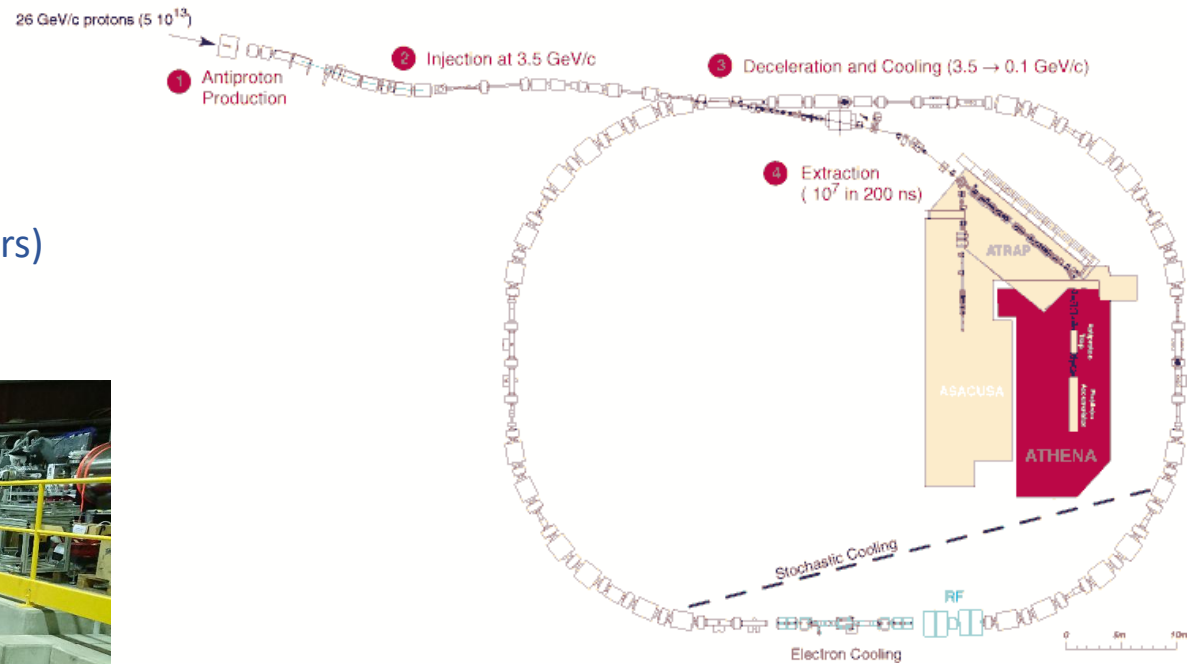 26 GeV/c protons (5 10¹³)
1 Antiproton
Production
2 Injection at 3.5 GeV/c
3 Deceleration and Cooling (3.5 → 0.1 GeV/c)
4 Extraction
( 10⁷ in 200 ns)
rs)
ATRAP
ASACUSA
ATHENA
Stochastic Cooling
RF
Electron Cooling
0